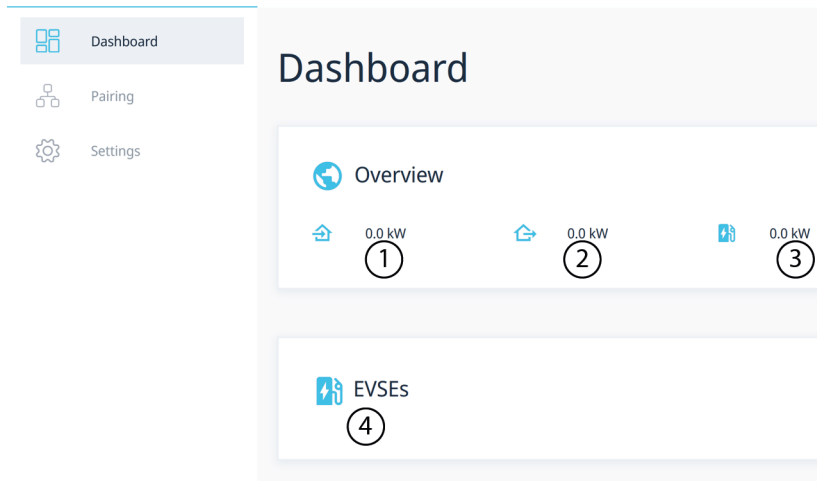 Dashboard
Pairing
Settings
Dashboard
Overview
0.0 kW 0.0 kW 0.0 kW
1 2 3
EVSEs
4